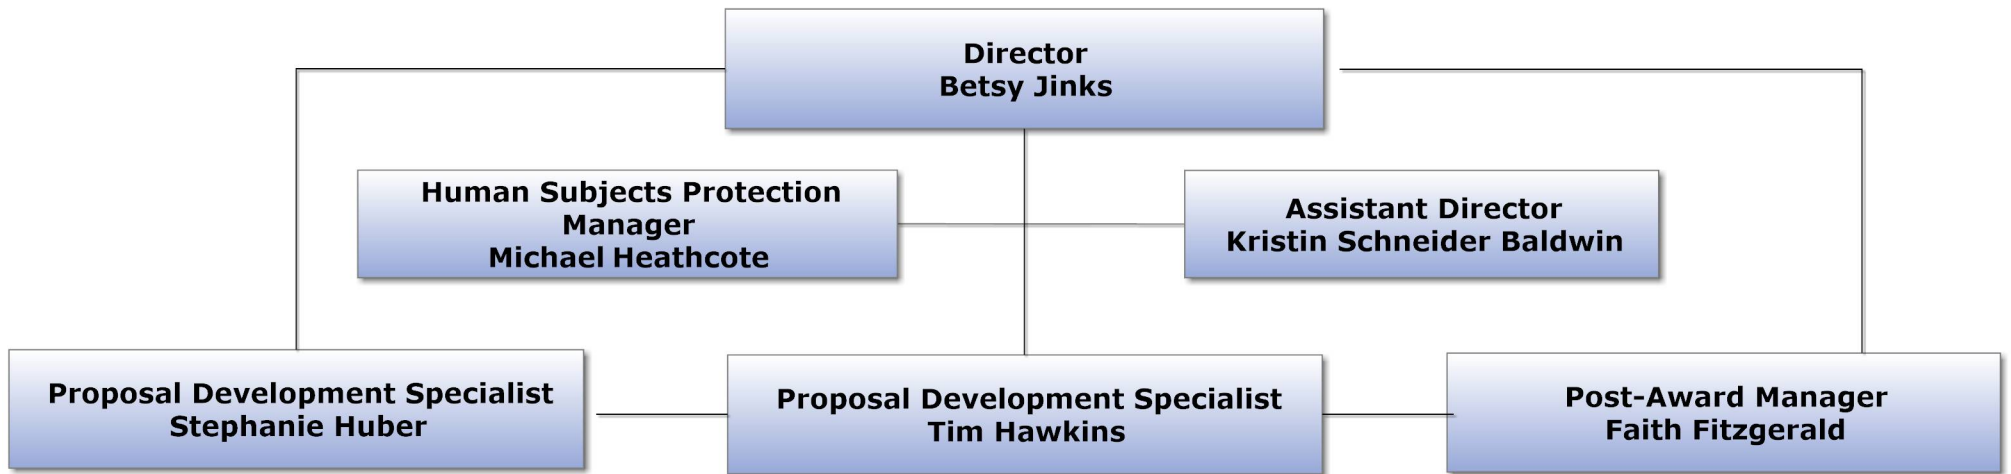 Director
Betsy Jinks
Human Subjects Protection
Manager
Michael Heathcote
Assistant Director
Kristin Schneider Baldwin
Proposal Development Specialist
Stephanie Huber
Proposal Development Specialist
Tim Hawkins
Post-Award Manager
Faith Fitzgerald